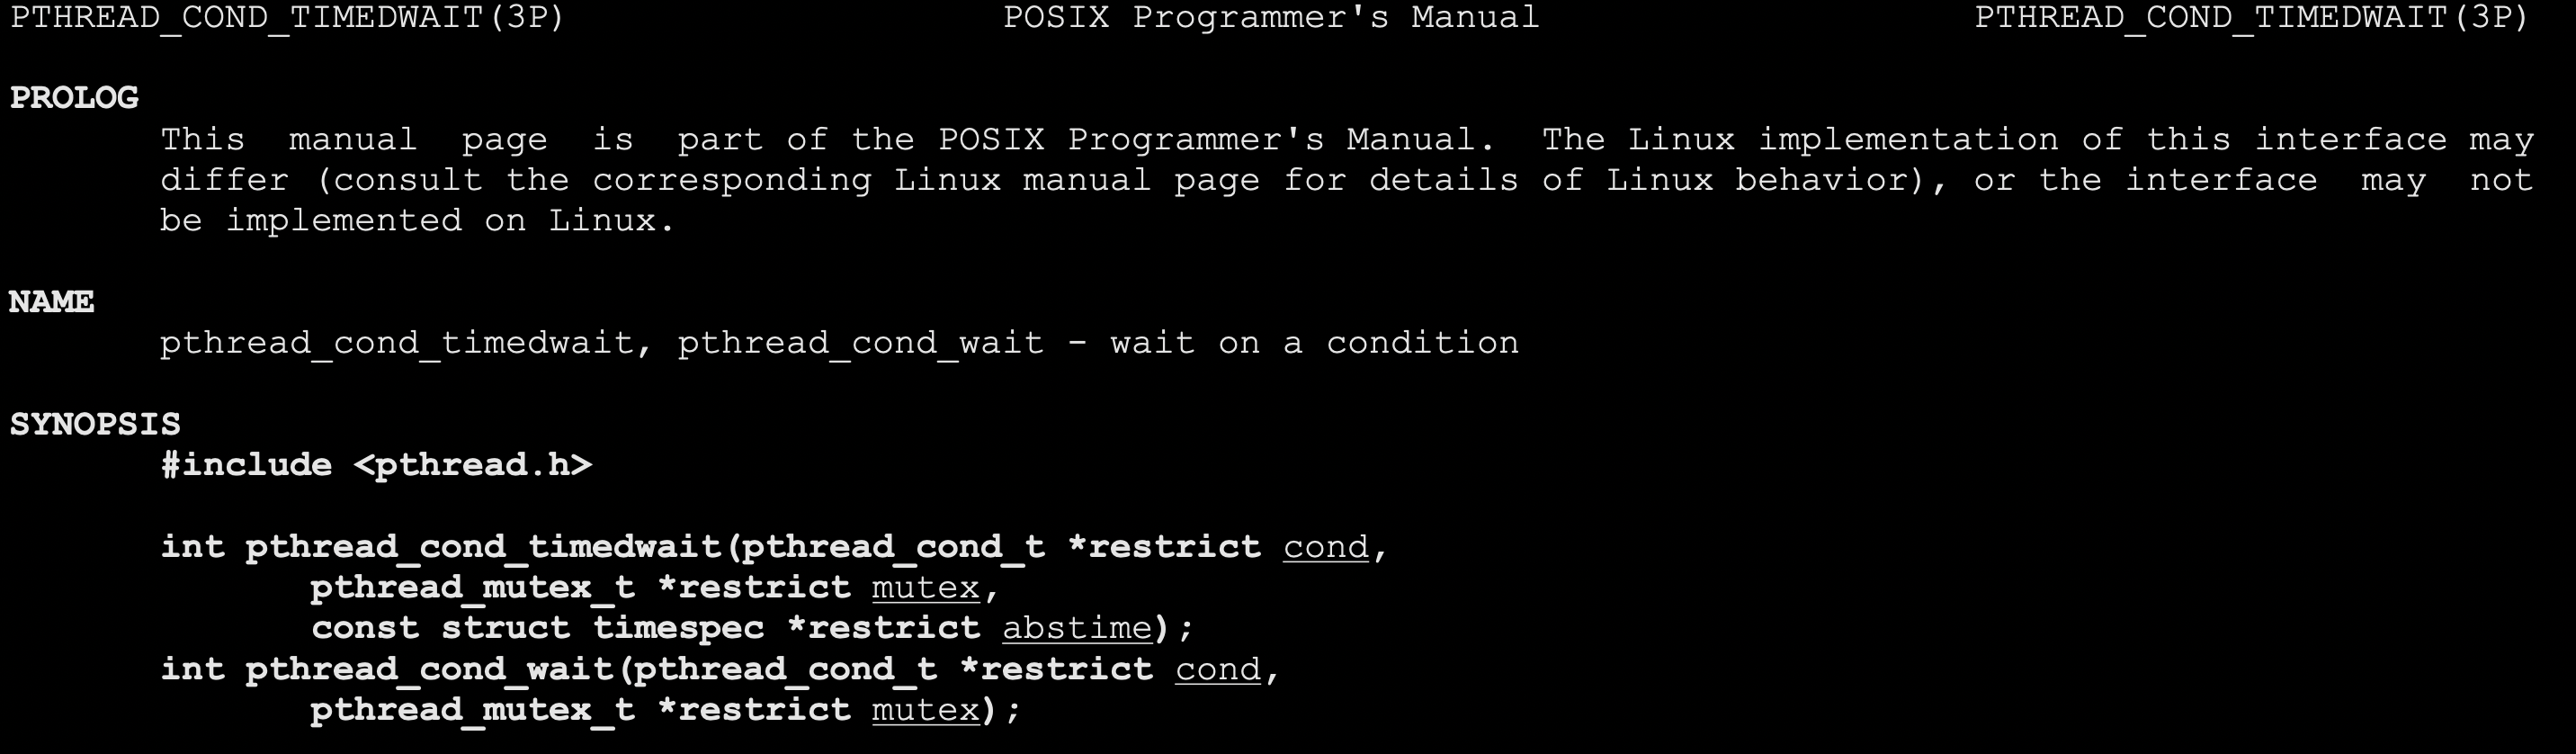 PTHREAD_COND_TIMEDWAIT(3P) POSIX Programmer's Manual PTHREAD_COND_TIMEDWAIT(3P)
PROLOG
This manual page is part of the POSIX Programmer's Manual. The Linux implementation of this interface may
differ (consult the corresponding Linux manual page for details of Linux behavior), or the interface may not
be implemented on Linux.
NAME
pthread_cond_timedwait, pthread_cond_wait - wait on a condition
SYNOPSIS
#include <pthread.h>
int pthread_cond_timedwait(pthread_cond_t *restrict cond,
pthread_mutex_t *restrict mutex,
const struct timespec *restrict abstime);
int pthread_cond_wait(pthread_cond_t *restrict cond,
pthread_mutex_t *restrict mutex);